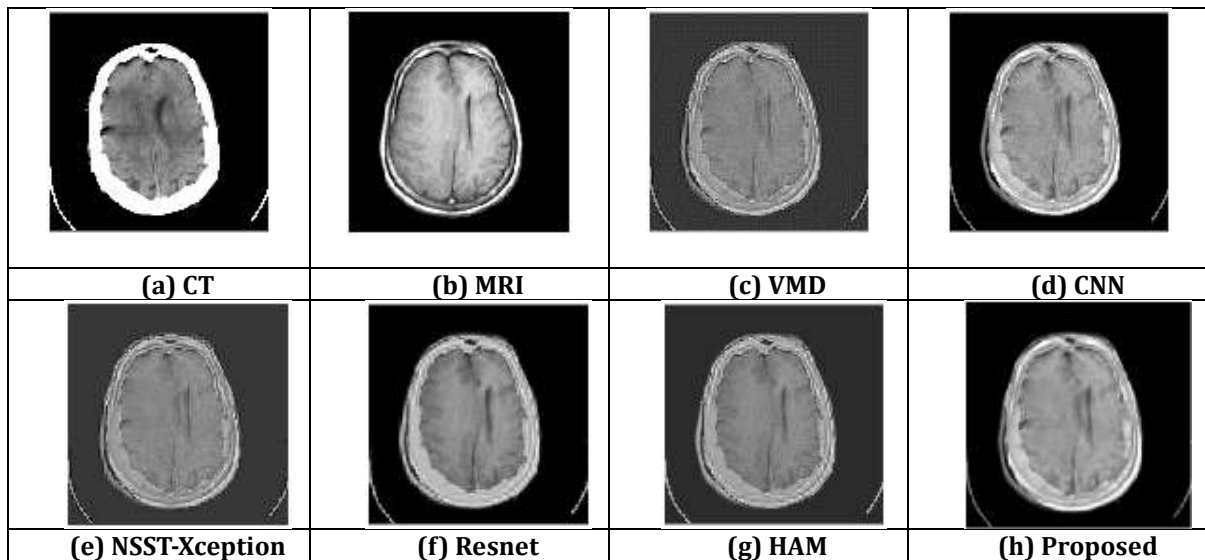 (a) CT
(b) MRI
(c) VMD
(d) CNN
(e) NSST-Xception
(f) Resnet
(g) HAM
(h) Proposed